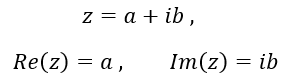 z = a + ib ,
Re(z) = a , Im(z) = ib